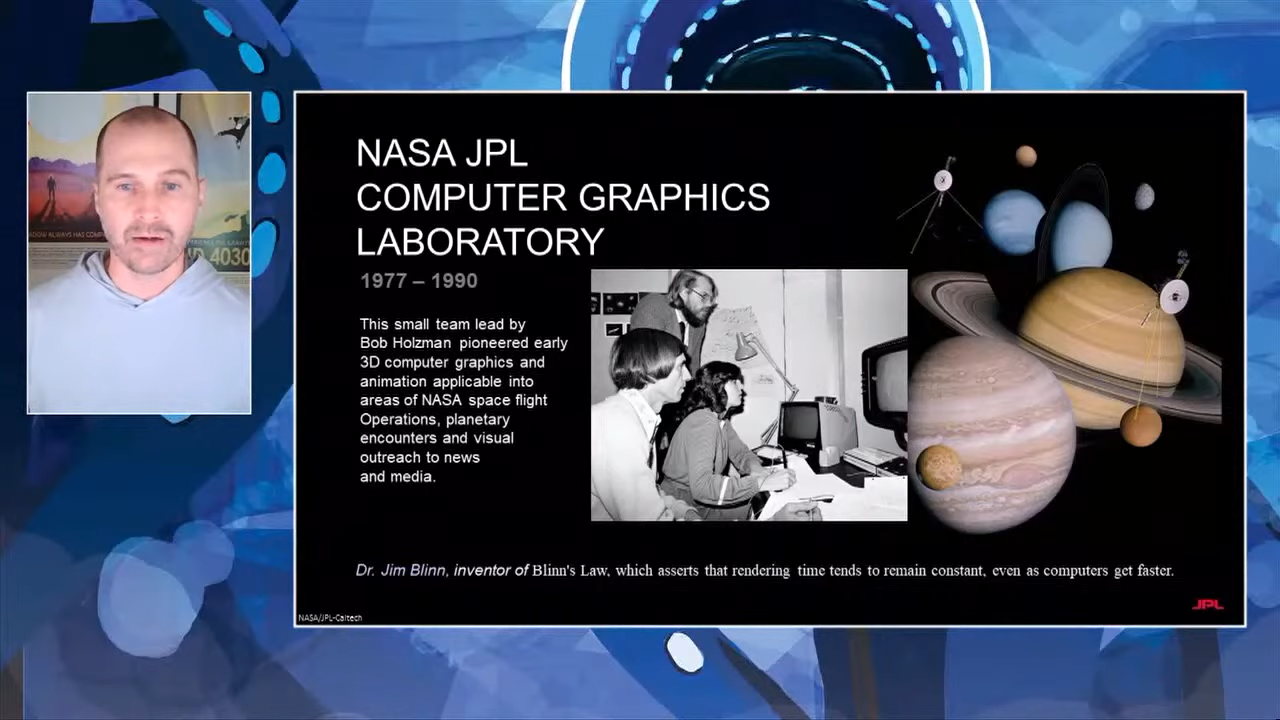 NASA JPL
COMPUTER GRAPHICS
LABORATORY
1977 – 1990
This small team lead by
Bob Holzman pioneered early
3D computer graphics and
animation applicable into
areas of NASA space flight
Operations, planetary
encounters and visual
outreach to news
and media.
Dr. Jim Blinn, inventor of Blinn's Law, which asserts that rendering time tends to remain constant, even as computers get faster.
JPL
NASA/JPL-Caltech
ALWAYS HAS
4030